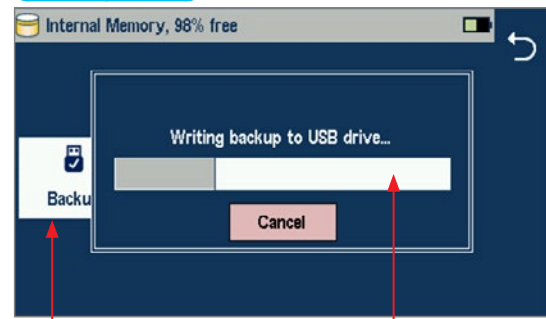 Internal Memory, 98% free
Writing backup to USB drive...
Backu
Cancel